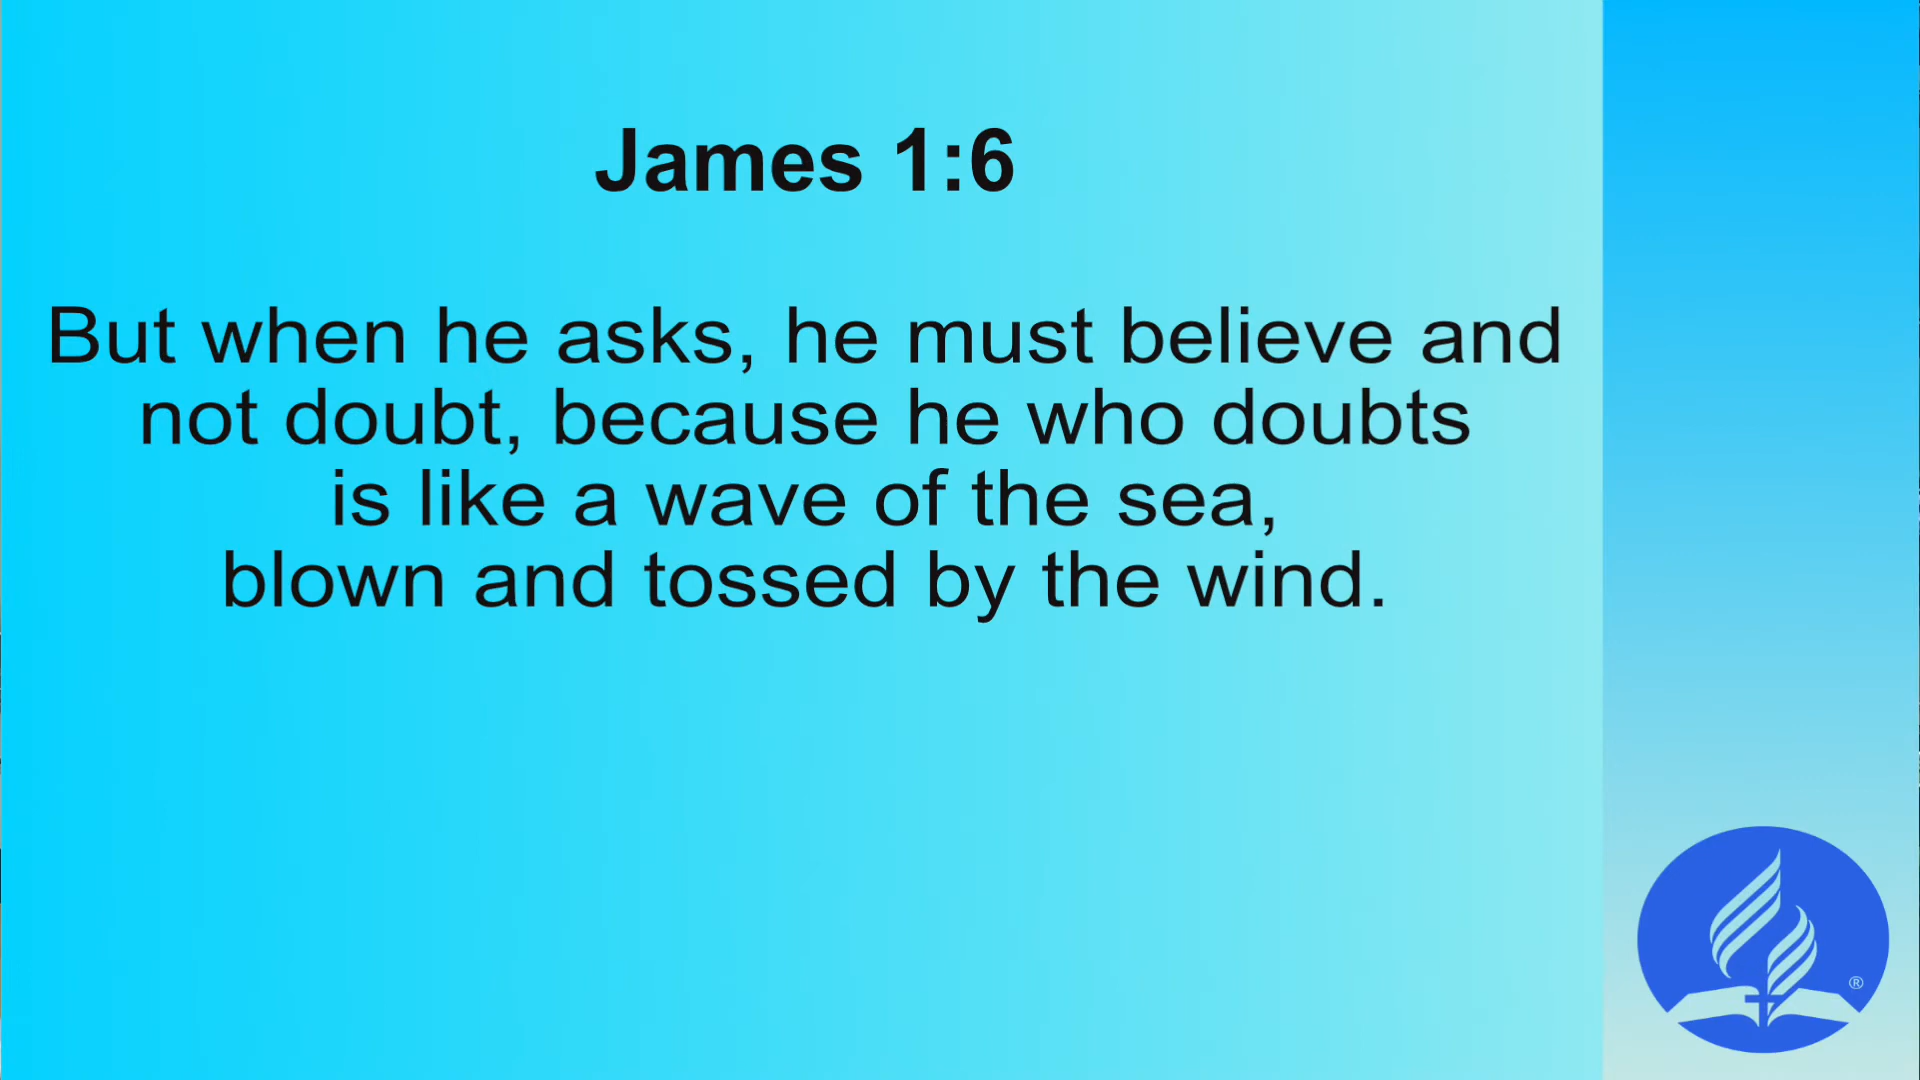 James 1:6
But when he asks, he must believe and
not doubt, because he who doubts
is like a wave of the sea,
blown and tossed by the wind.
®